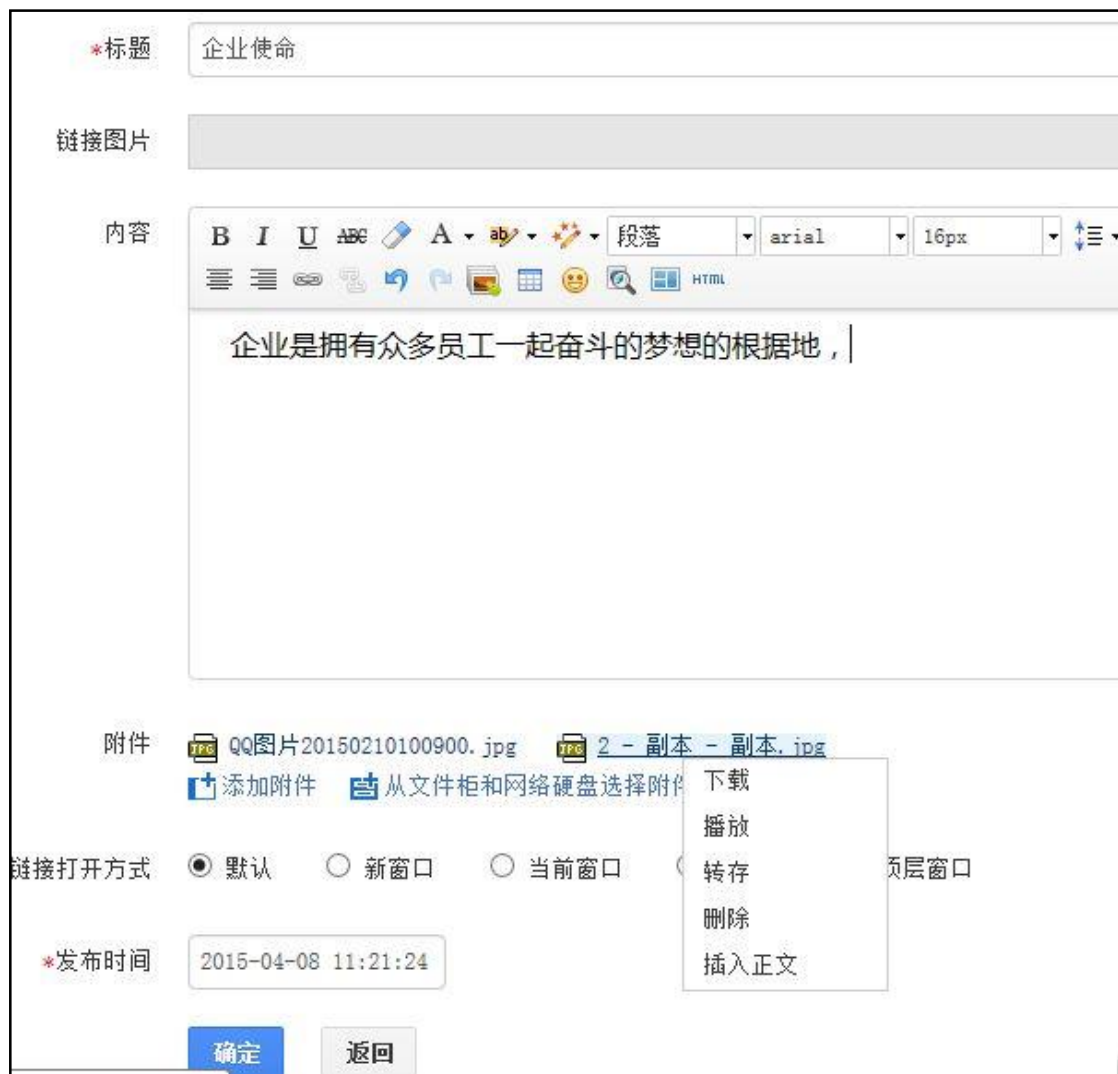 *标题 企业使命
链接图片
内容 B I U ABC A ab 段落 arial 16px
HTML
企业是拥有众多员工一起奋斗的梦想的根据地，
附件 QQ图片20150210100900.jpg 2 - 副本 - 副本.jpg
添加附件 从文件柜和网络硬盘选择附件
下载
播放
链接打开方式 默认 新窗口 当前窗口 转存 顶层窗口
删除
*发布时间 2015-04-08 11:21:24 插入正文
确定 返回